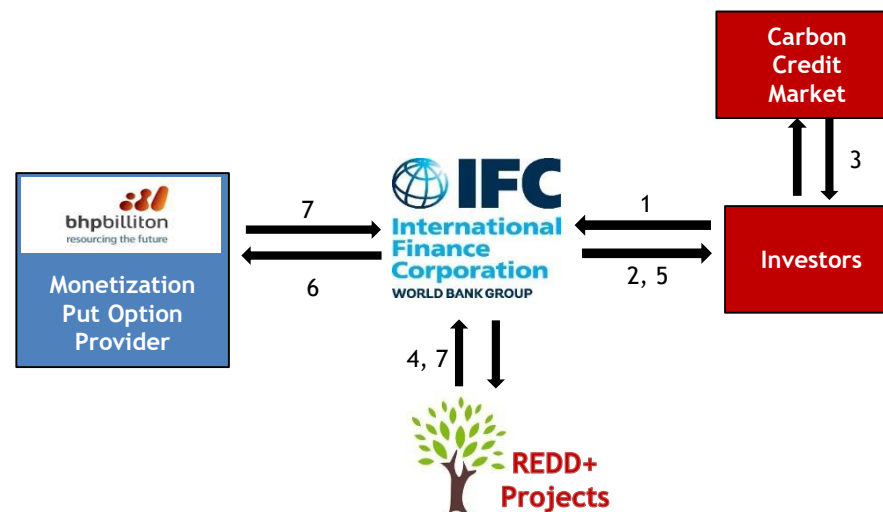 Carbon
Credit
Market
3
bhpbilliton
resourcing the future
Monetization
Put Option
Provider
7
6
IFC
International
Finance
Corporation
WORLD BANK GROUP
1
2, 5
Investors
4, 7
REDD+
Projects